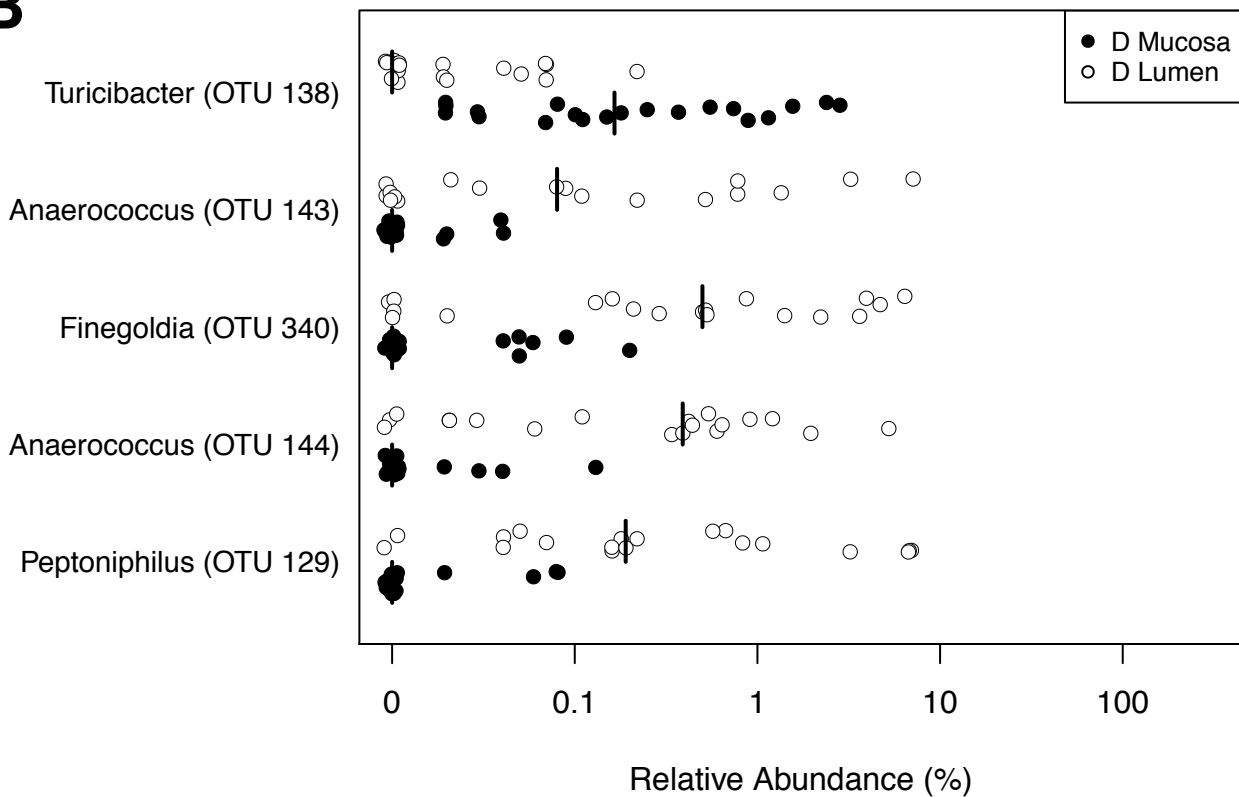 B
D Mucosa
D Lumen
Turicibacter (OTU 138)
Anaerococcus (OTU 143)
Finegoldia (OTU 340)
Anaerococcus (OTU 144)
Peptoniphilus (OTU 129)
0 0.1 1 10 100
Relative Abundance (%)